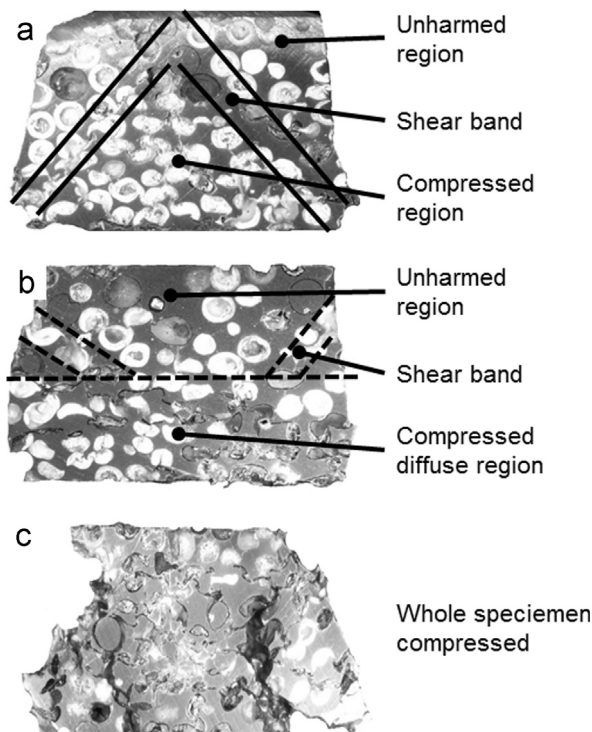 a
Unharmed
region
Shear band
Compressed
region
b
Unharmed
region
Shear band
Compressed
diffuse region
c
Whole speciemen
compressed